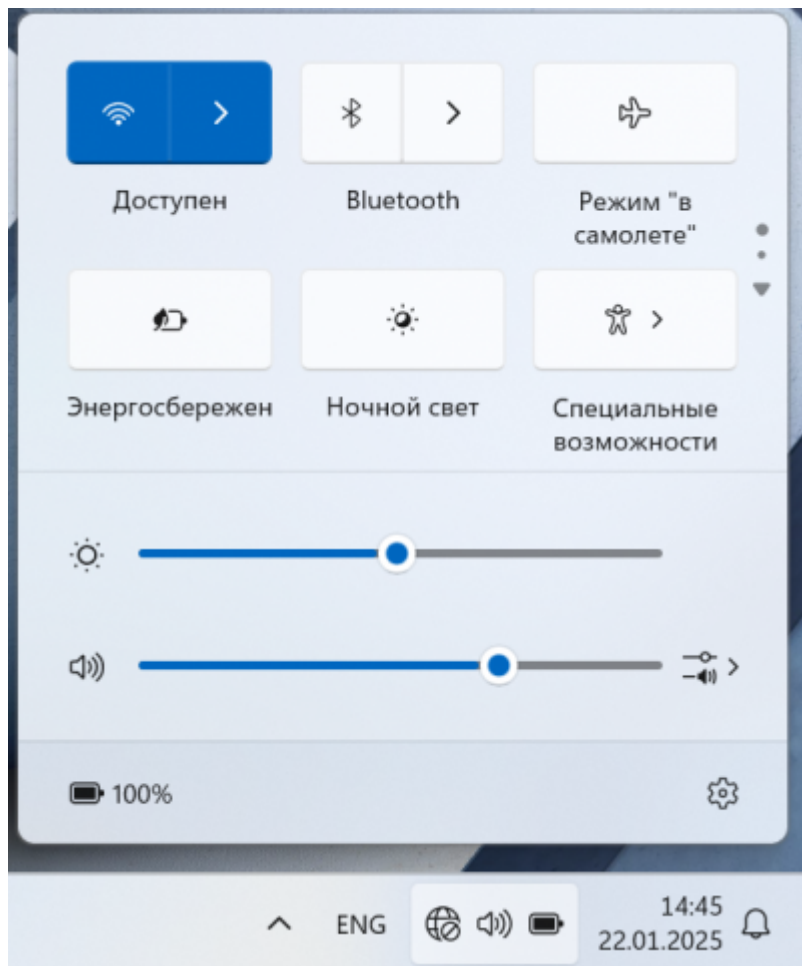 Доступен
Bluetooth
Режим "в
самолете"
Энергосбережен
Ночной свет
Специальные
возможности
100%
ENG
14:45
22.01.2025